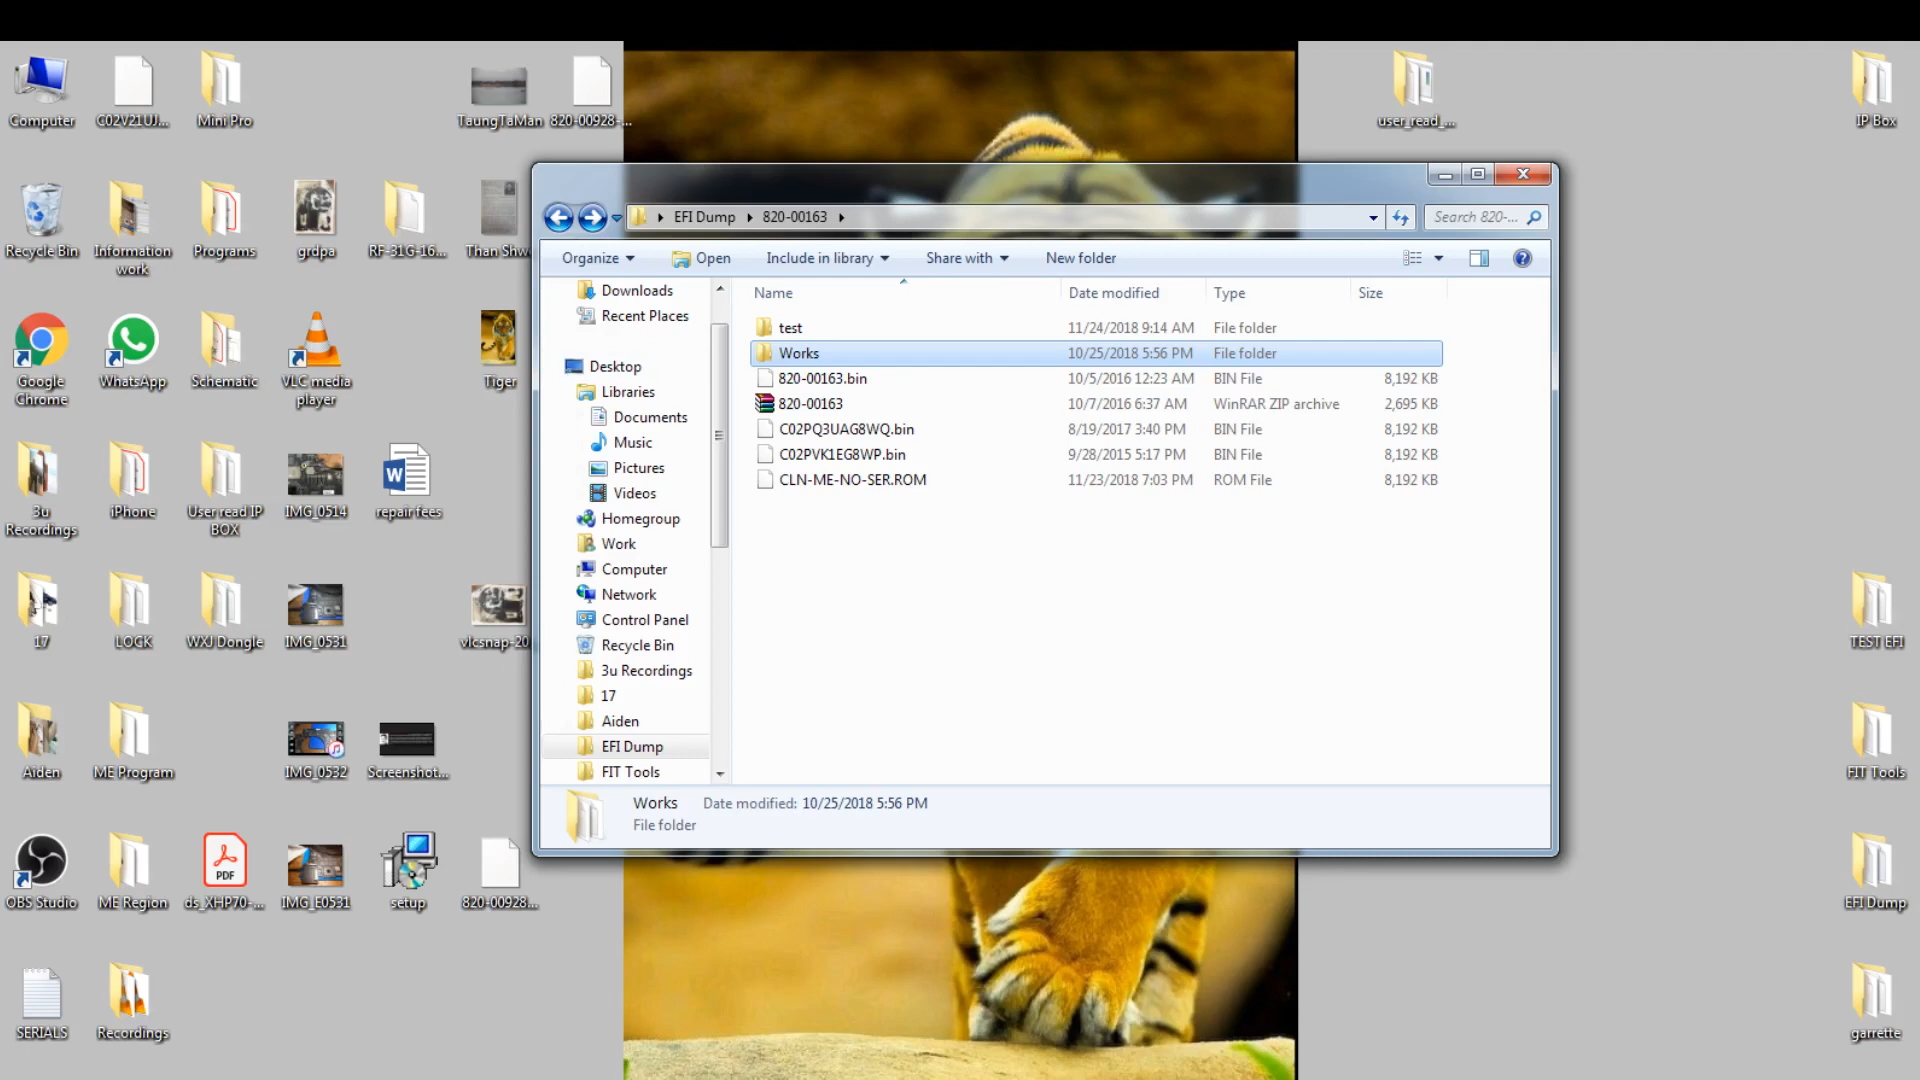 Computer
C02V21UJ...
Mini Pro
TaungTaMan
820-00928-...
user_read_...
IP Box
Recycle Bin
Information work
Programs
grdpa
RF-31G-16...
Than Shw
Google Chrome
WhatsApp
Schematic
VLC media player
Tiger
3u Recordings
iPhone
User read IP BOX
IMG_0514
repair fees
17
LOCK
WXJ Dongle
IMG_0531
vlcsnap-20
TEST EFI
Aiden
ME Program
IMG_0532
Screenshot...
FIT Tools
OBS Studio
ME Region
PDF
ds_XHP70-...
IMG_E0531
setup
820-00928...
EFI Dump
SERIALS
Recordings
garrette
EFI Dump 820-00163
Search 820-...
Organize Open Include in library Share with New folder
Downloads
Recent Places
Desktop
Libraries
Documents
Music
Pictures
Videos
Homegroup
Work
Computer
Network
Control Panel
Recycle Bin
3u Recordings
17
Aiden
EFI Dump
FIT Tools
Name Date modified Type Size
test 11/24/2018 9:14 AM File folder
Works 10/25/2018 5:56 PM File folder
820-00163.bin 10/5/2016 12:23 AM BIN File 8,192 KB
820-00163 10/7/2016 6:37 AM WinRAR ZIP archive 2,695 KB
C02PQ3UAG8WQ.bin 8/19/2017 3:40 PM BIN File 8,192 KB
C02PVK1EG8WP.bin 9/28/2015 5:17 PM BIN File 8,192 KB
CLN-ME-NO-SER.ROM 11/23/2018 7:03 PM ROM File 8,192 KB
Works Date modified: 10/25/2018 5:56 PM
File folder